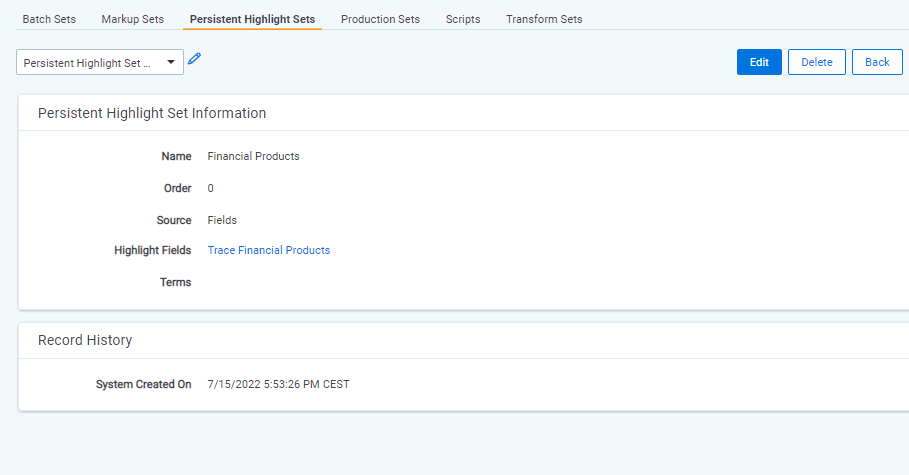 Batch Sets Markup Sets Persistent Highlight Sets Production Sets Scripts Transform Sets
Persistent Highlight Set ... Edit Delete Back
Persistent Highlight Set Information
Name Financial Products
Order 0
Source Fields
Highlight Fields Trace Financial Products
Terms
Record History
System Created On 7/15/2022 5:53:26 PM CEST